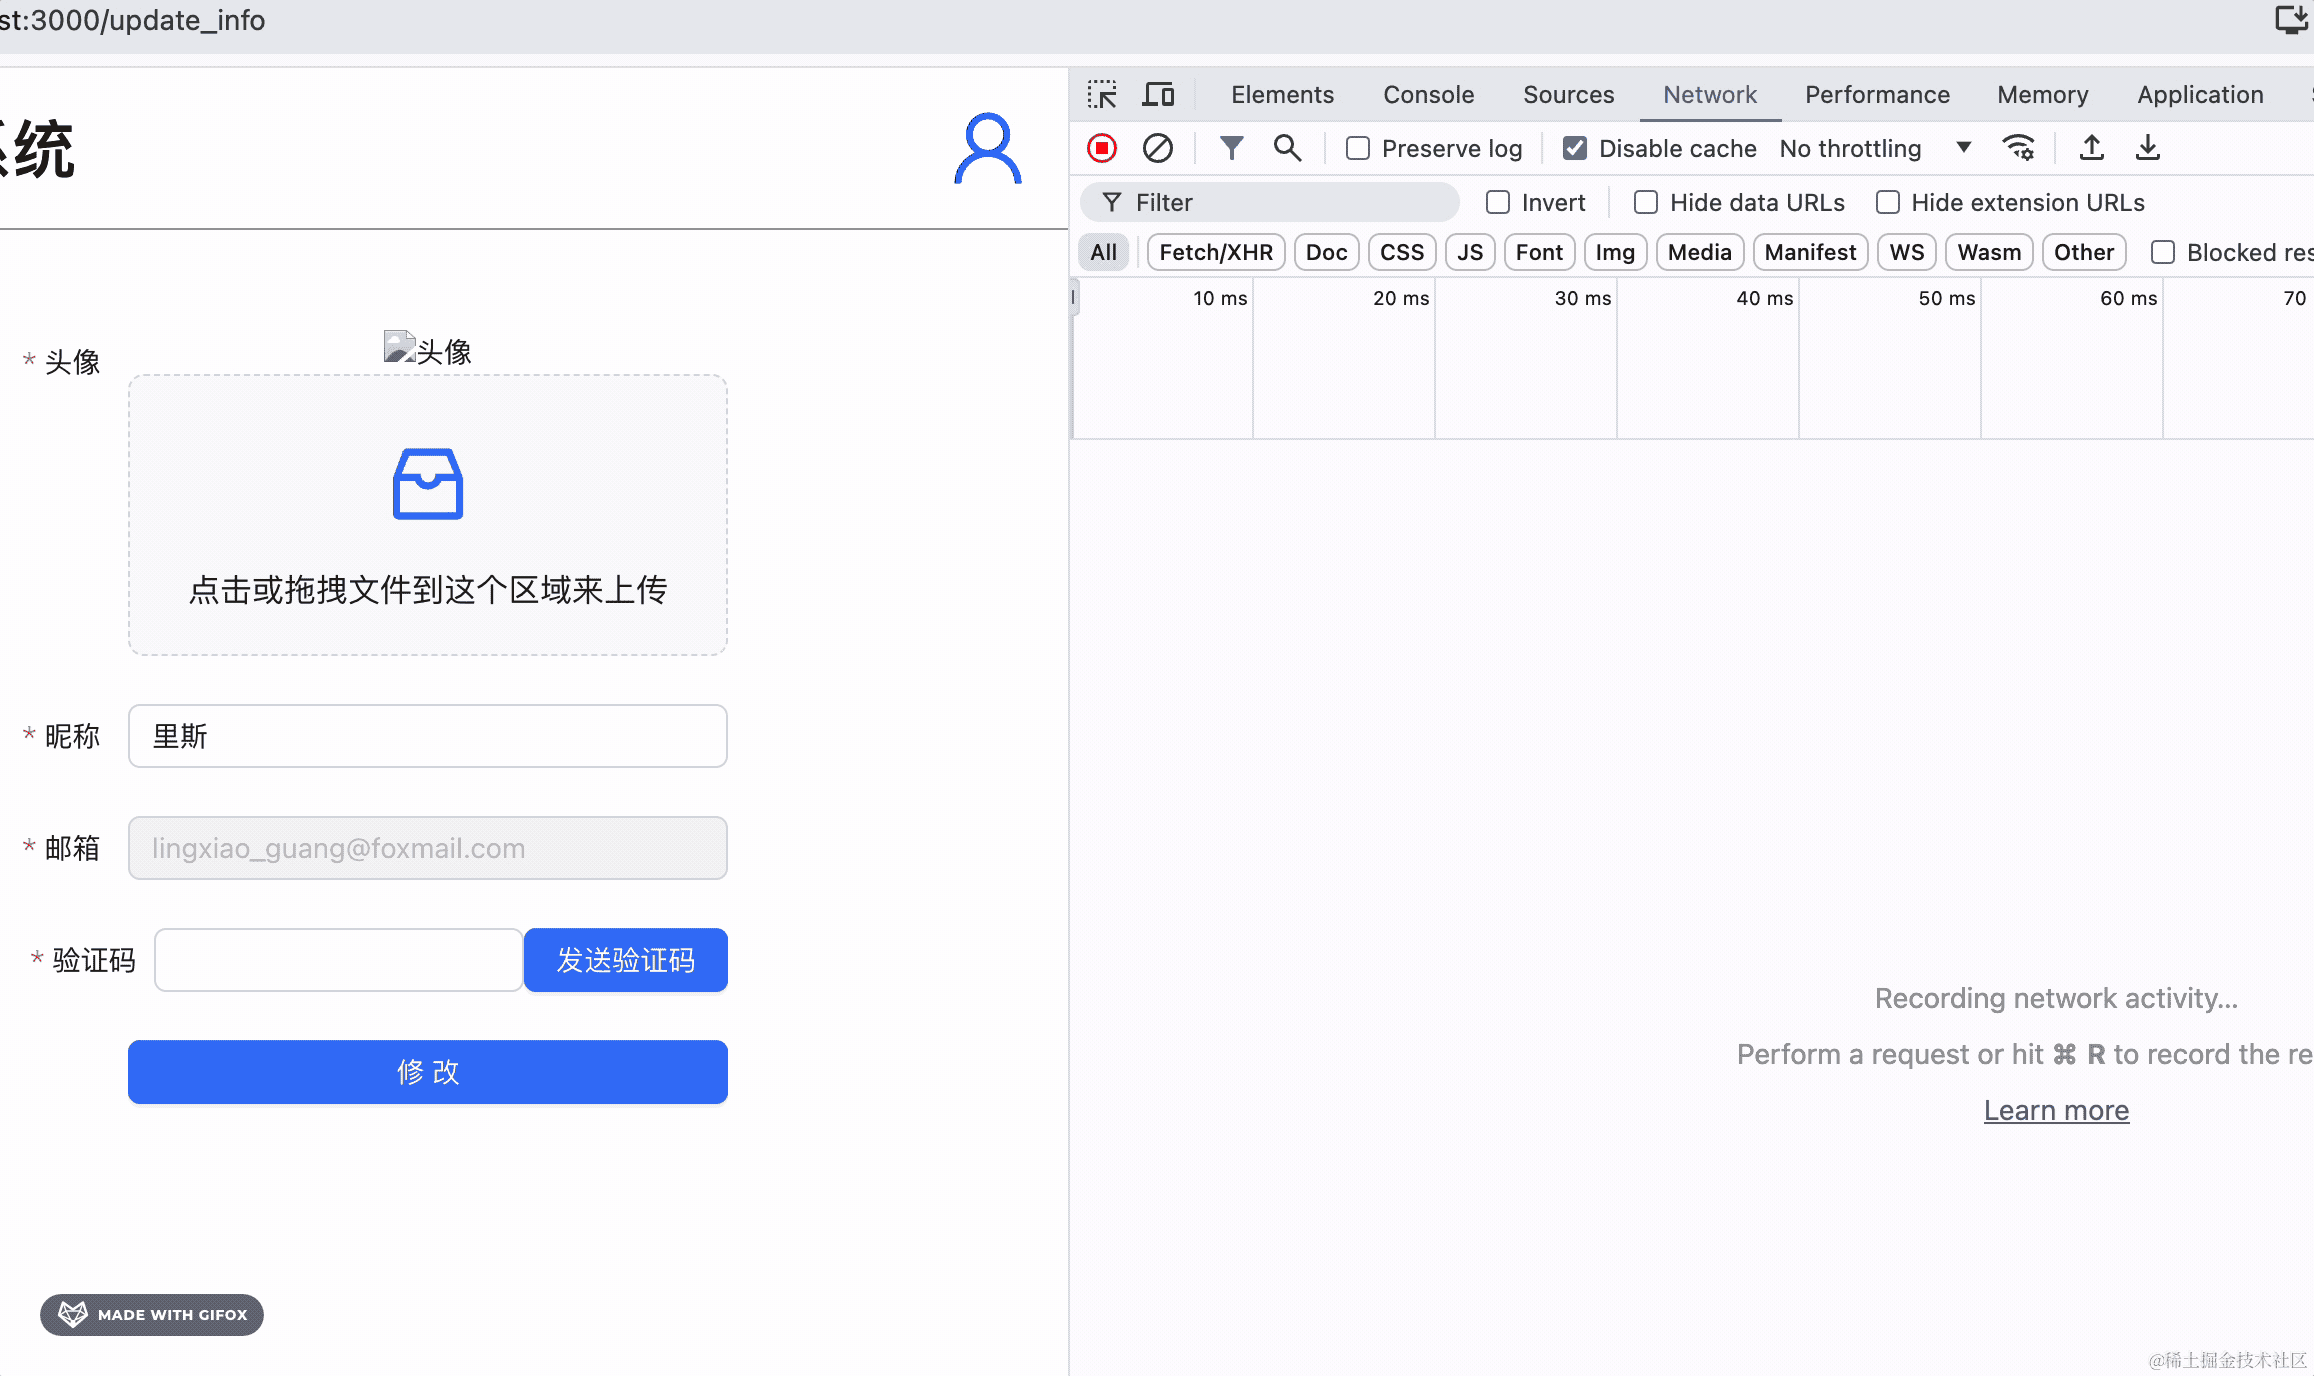 st:3000/update_info
系统
Elements Console Sources Network Performance Memory Application
Preserve log Disable cache No throttling
Filter Invert Hide data URLs Hide extension URLs
All Fetch/XHR Doc CSS JS Font Img Media Manifest WS Wasm Other Blocked res
10 ms 20 ms 30 ms 40 ms 50 ms 60 ms 70
* 头像
头像
点击或拖拽文件到这个区域来上传
* 昵称 里斯
* 邮箱 lingxiao_guang@foxmail.com
* 验证码 发送验证码
修 改
Recording network activity...
Perform a request or hit ⌘ R to record the re
Learn more
MADE WITH GIFOX
@稀土掘金技术社区